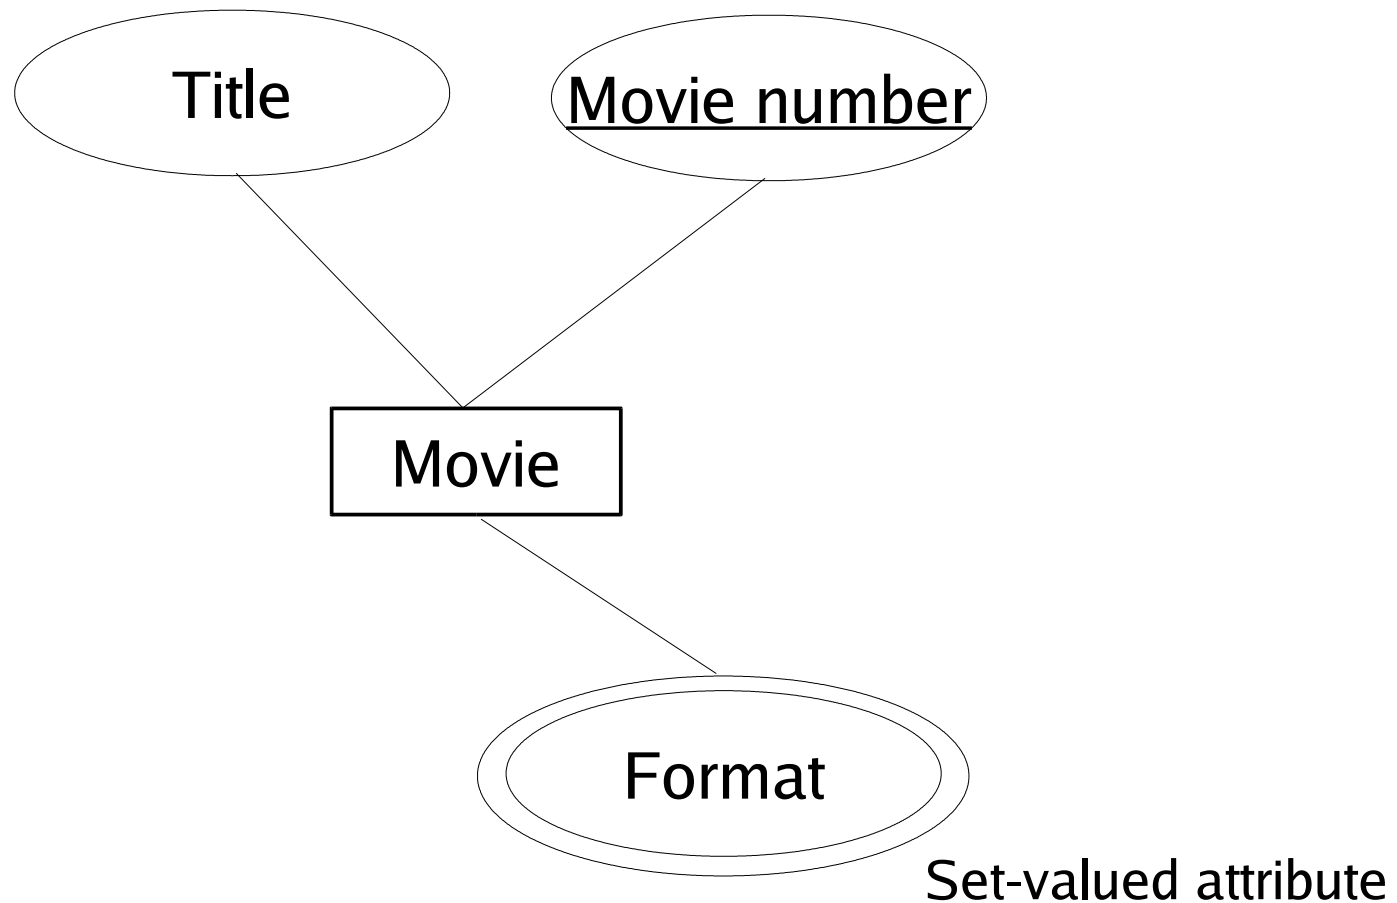 Title
Movie number
Movie
Format
Set-valued attribute